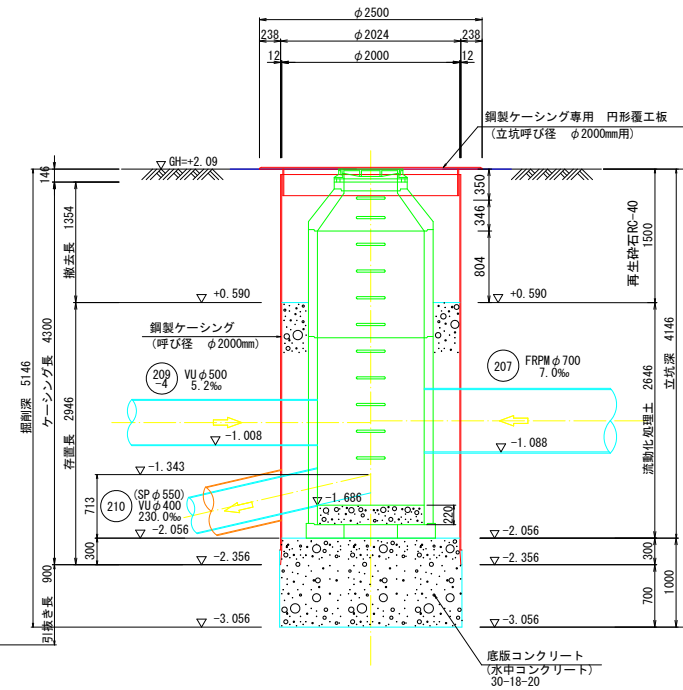 φ2500
238
φ2024
238
12
φ2000
12
鋼製ケーシング専用 円形覆工板
(立坑呼び径 φ2000mm用)
GH=+2.09
146
350
346
804
1354
撤去長
再生砕石RC-40
1500
+0.590
+0.590
鋼製ケーシング
(呼び径 φ2000mm)
掘削深 5146
ケーシング長 4300
存置長 2946
流動化処理土 2646
立坑深 4146
209
-4
VUφ500
5.2‰
207
FRPMφ700
7.0‰
-1.008
-1.088
-1.343
713
210
(SPφ550)
VUφ400
230.0‰
-1.686
220
-2.056
-2.056
300
300
-2.356
-2.356
引抜き長 900
700
1000
-3.056
-3.056
底版コンクリート
(水中コンクリート)
30-18-20